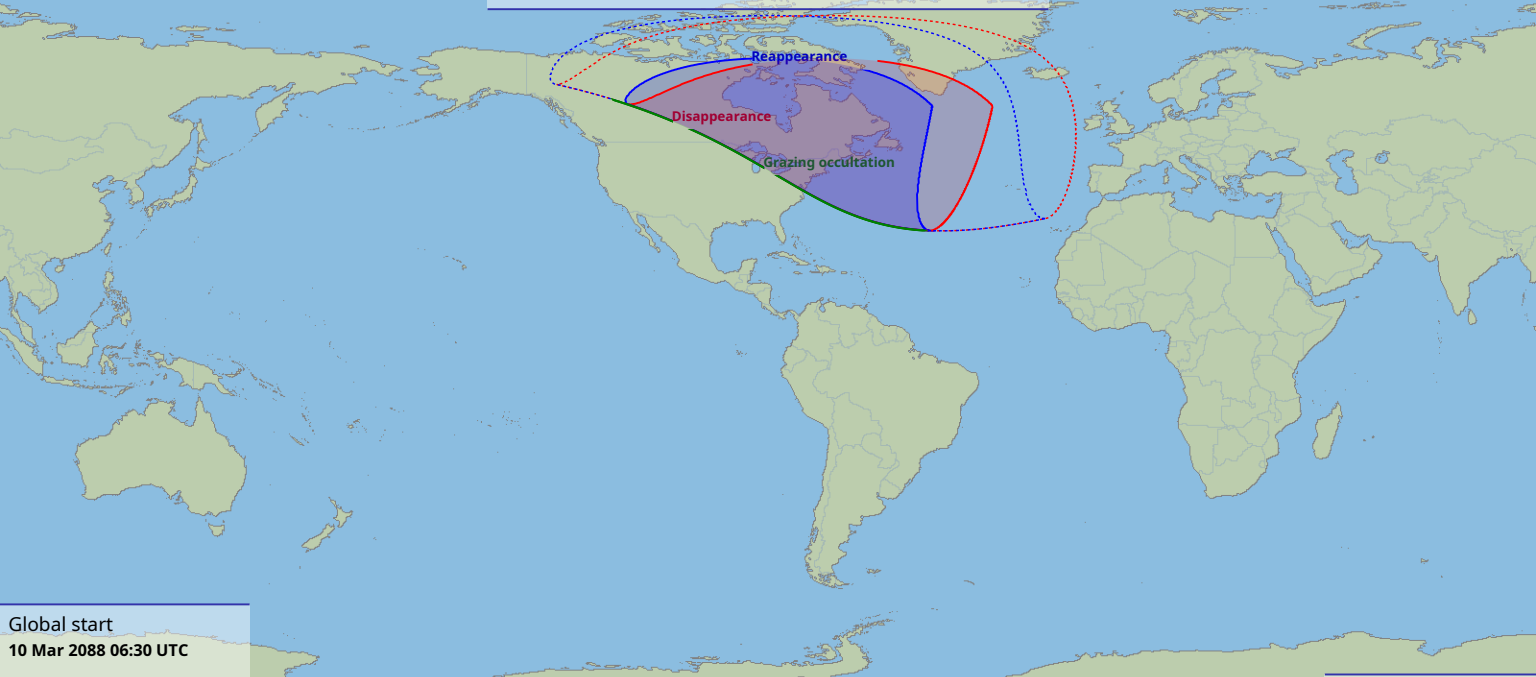 Reappearance
Disappearance
Grazing occultation
Global start
10 Mar 2088 06:30 UTC